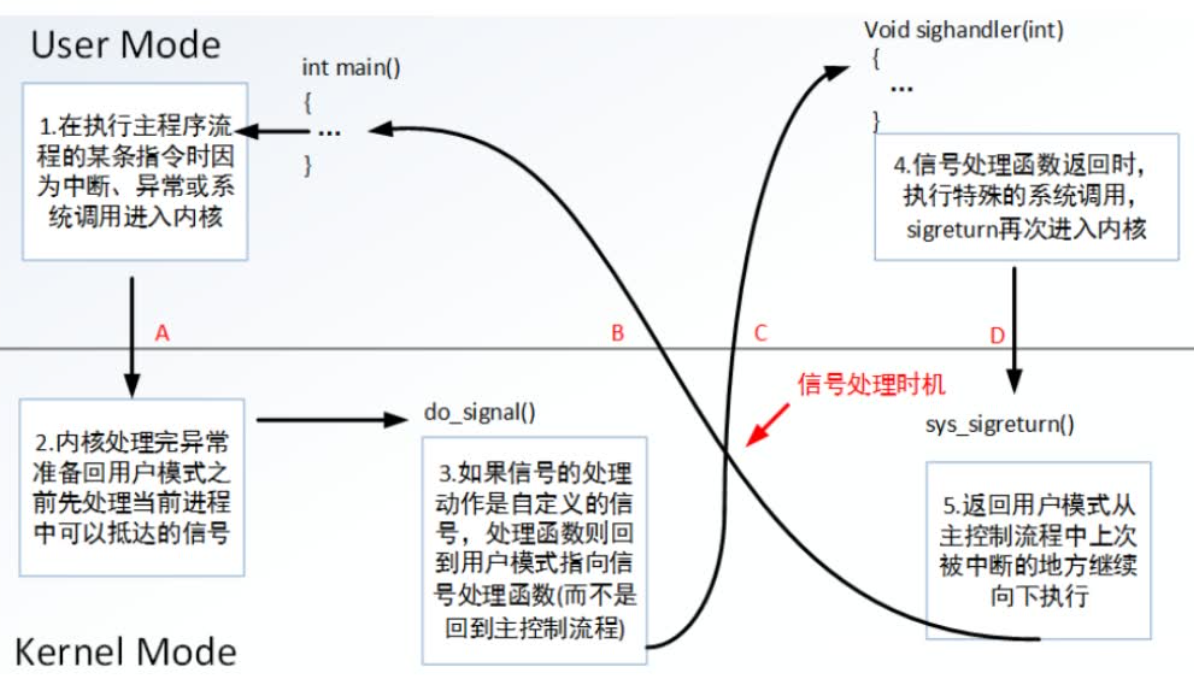 User Mode
int main()
{
...
}
1.在执行主程序流
程的某条指令时因
为中断、异常或系
统调用进入内核
Void sighandler(int)
{
...
}
4.信号处理函数返回时，
执行特殊的系统调用，
sigreturn再次进入内核
A
B
C
D
信号处理时机
2.内核处理完异常
准备回用户模式之
前先处理当前进程
中可以抵达的信号
do_signal()
3.如果信号的处理
动作是自定义的信
号，处理函数则回
到用户模式指向信
号处理函数(而不是
回到主控制流程)
sys_sigreturn()
5.返回用户模式从
主控制流程中上次
被中断的地方继续
向下执行
Kernel Mode